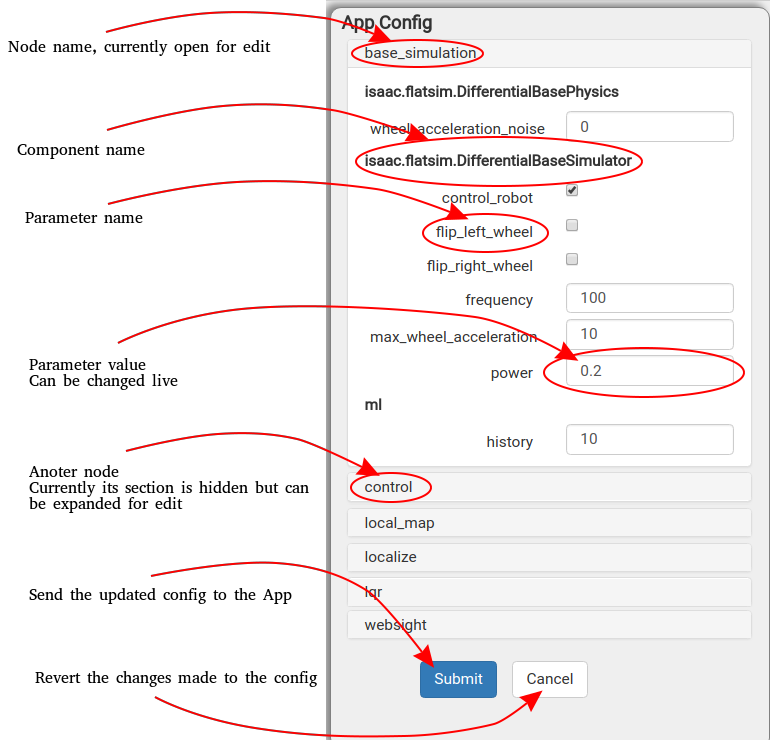 App Config
Node name, currently open for edit
base_simulation
isaac.flatsim.DifferentialBasePhysics
wheel_acceleration_noise 0
Component name
isaac.flatsim.DifferentialBaseSimulator
control_robot
Parameter name
flip_left_wheel
flip_right_wheel
frequency 100
max_wheel_acceleration 10
Parameter value
Can be changed live
power 0.2
ml
history 10
Anoter node
Currently its section is hidden but can
be expanded for edit
control
local_map
localize
Send the updated config to the App
lqr
websight
Revert the changes made to the config
Submit Cancel